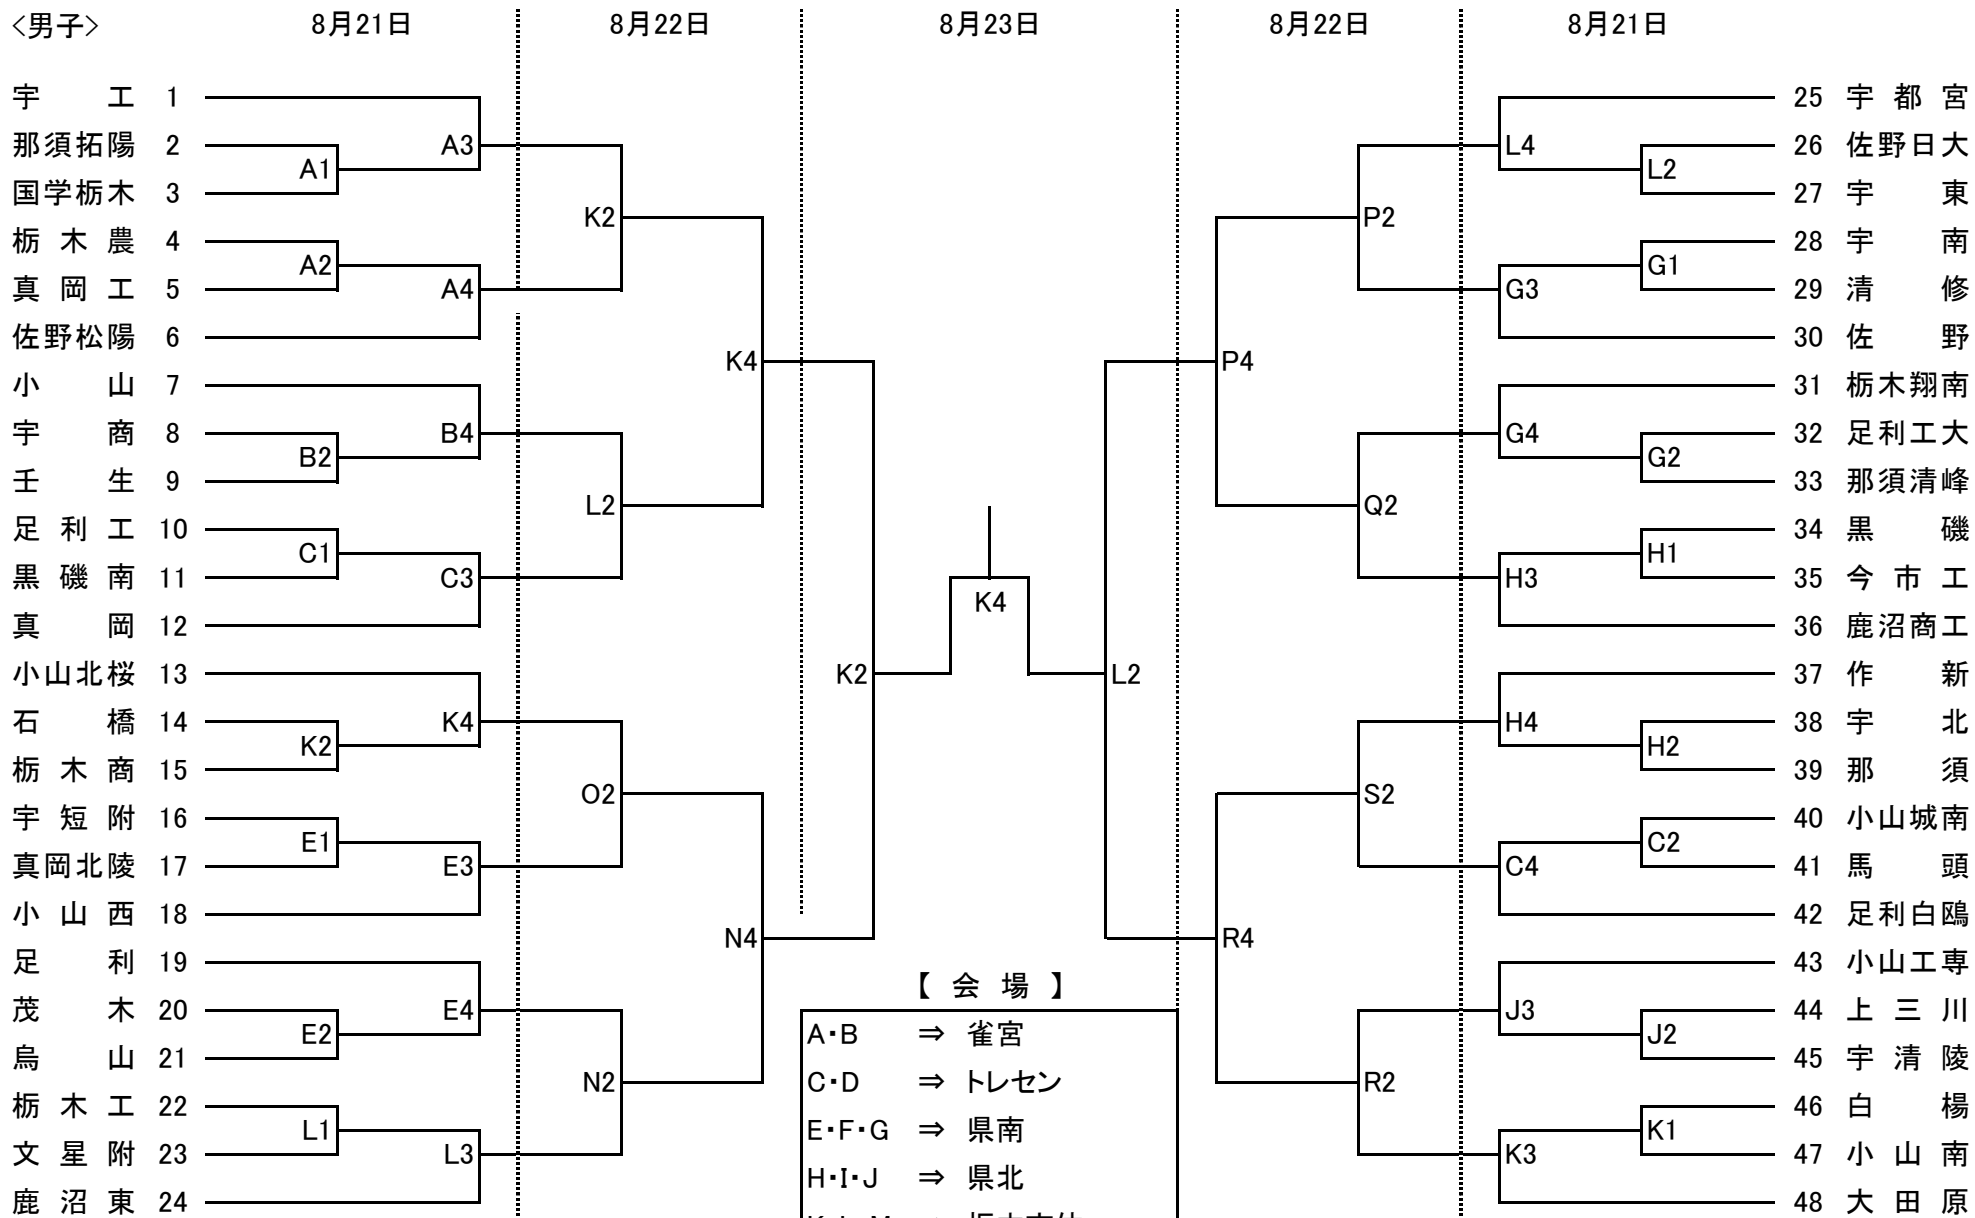 <男子> 8月21日 8月22日 8月23日 8月22日 8月21日
宇工 1
那須拓陽 2
国学栃木 3
栃木農 4
真岡工 5
佐野松陽 6
小山 7
宇商 8
壬生 9
足利工 10
黒磯南 11
真岡 12
小山北桜 13
石橋 14
栃木商 15
宇短附 16
真岡北陵 17
小山西 18
足利 19
茂木 20
烏山 21
栃木工 22
文星附 23
鹿沼東 24
A1
A2
B2
C1
K2
E1
E2
L1
A3
A4
B4
C3
K4
E3
E4
L3
K2
L2
O2
N2
K4
N4
K2
K4
L2
P4
R4
P2
Q2
S2
R2
L4
G3
G4
H3
H4
C4
J3
K3
L2
G1
G2
H1
H2
C2
J2
K1
25 宇都宮
26 佐野日大
27 宇東
28 宇南
29 清修
30 佐野
31 栃木翔南
32 足利工大
33 那須清峰
34 黒磯
35 今市工
36 鹿沼商工
37 作新
38 宇北
39 那須
40 小山城南
41 馬頭
42 足利白鴎
43 小山工専
44 上三川
45 宇清陵
46 白楊
47 小山南
48 大田原
【会場】
A・B ⇒ 雀宮
C・D ⇒ トレセン
E・F・G ⇒ 県南
H・I・J ⇒ 県北